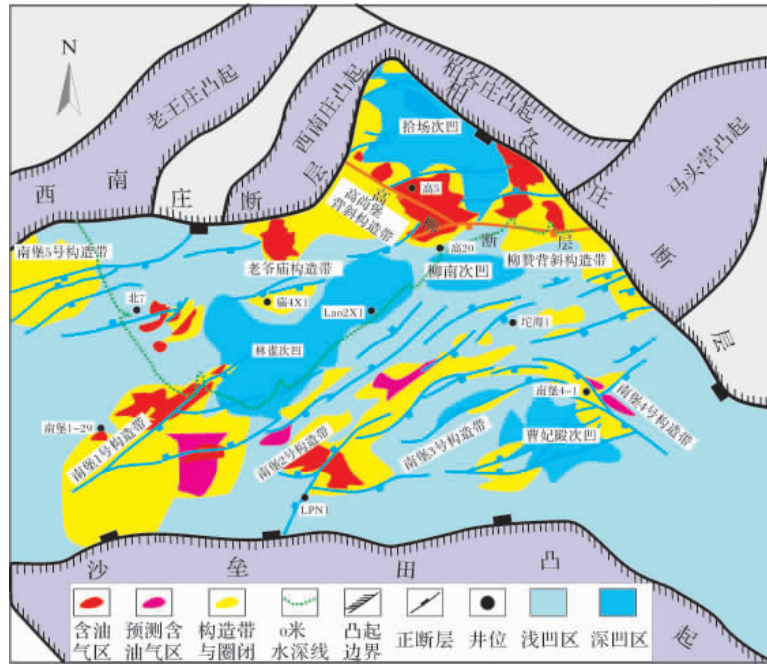 N
老王庄凸起
西南庄凸起
柏各庄凸起
马头营凸起
西南庄断层
柏各庄断层
拾场次凹
高5
高尚堡
背斜构造带
高柳断层
高20
南堡5号构造带
老爷庙构造带
柳南次凹
柳赞背斜构造带
北7
庙4X1
Lao2X1
坨海1
林雀次凹
南堡4-1
南堡1-29
南堡1号构造带
南堡2号构造带
南堡3号构造带
曹妃殿次凹
南堡4号构造带
LPN1
沙垒田凸起
含油
气区
预测含
油气区
构造带
与圈闭
0米
水深线
凸起
边界
正断层
井位
浅凹区
深凹区